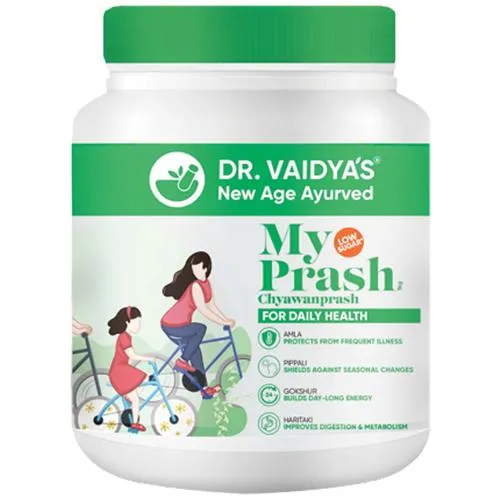 DR. VAIDYA'S®
New Age Ayurved
My
LOW
SUGAR*
Prash
Chyawanprash
FOR DAILY HEALTH
AMLA
PROTECTS FROM FREQUENT ILLNESS
PIPPALI
SHIELDS AGAINST SEASONAL CHANGES
24
GOKSHUR
BUILDS DAY-LONG ENERGY
HARITAKI
IMPROVES DIGESTION & METABOLISM